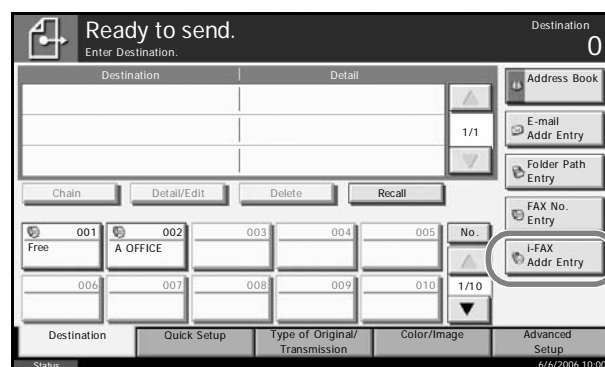 Ready to send.
Enter Destination.
Destination
0
Destination Detail
1/1
Address Book
E-mail
Addr Entry
Folder Path
Entry
FAX No.
Entry
i-FAX
Addr Entry
Chain Detail/Edit Delete Recall
001 002 003 004 005 No.
Free A OFFICE
006 007 008 009 010 1/10
Destination Quick Setup Type of Original/
Transmission Color/Image Advanced
Setup
Status 6/6/2006 10:00